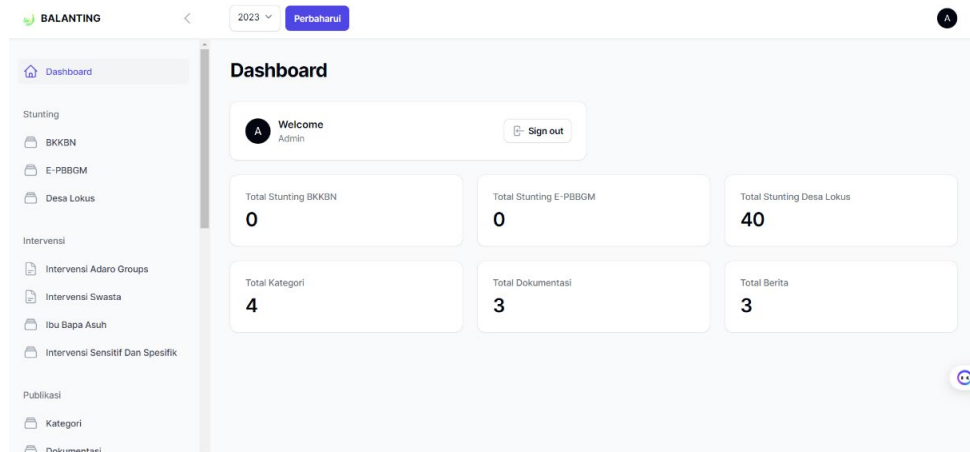 BALANTING
2023
Perbaharui
A
Dashboard
Stunting
BKKBN
E-PBBGM
Desa Lokus
Intervensi
Intervensi Adaro Groups
Intervensi Swasta
Ibu Bapa Asuh
Intervensi Sensitif Dan Spesifik
Publikasi
Kategori
Dokumentasi
Dashboard
A
Welcome
Admin
Sign out
Total Stunting BKKBN
0
Total Stunting E-PBBGM
0
Total Stunting Desa Lokus
40
Total Kategori
4
Total Dokumentasi
3
Total Berita
3